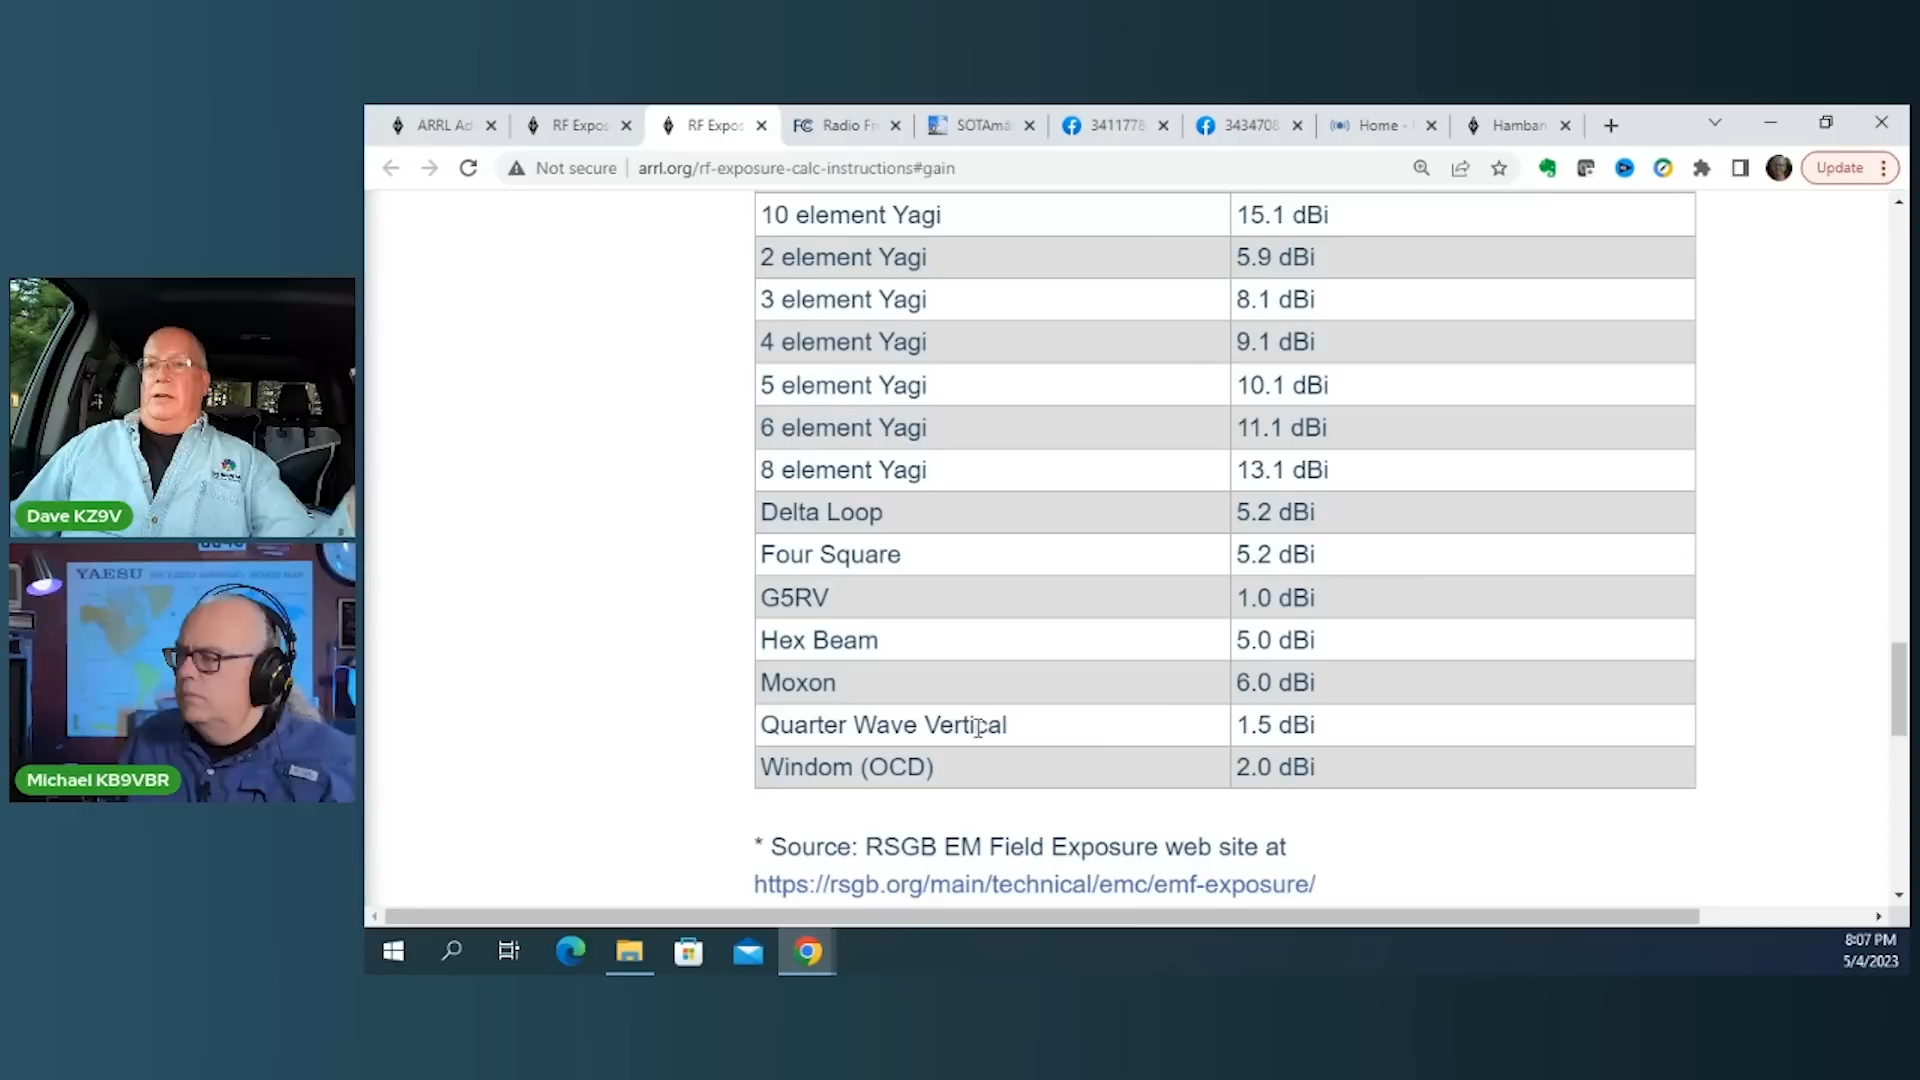 ARRL Ad
RF Expos
RF Expos
FC Radio Fr
SOTAmá
3411778
3434708
Home -
Hamban
Not secure
arrl.org/rf-exposure-calc-instructions#gain
Update
10 element Yagi 15.1 dBi
2 element Yagi 5.9 dBi
3 element Yagi 8.1 dBi
4 element Yagi 9.1 dBi
5 element Yagi 10.1 dBi
6 element Yagi 11.1 dBi
8 element Yagi 13.1 dBi
Delta Loop 5.2 dBi
Four Square 5.2 dBi
G5RV 1.0 dBi
Hex Beam 5.0 dBi
Moxon 6.0 dBi
Quarter Wave Vertical 1.5 dBi
Windom (OCD) 2.0 dBi
* Source: RSGB EM Field Exposure web site at
https://rsgb.org/main/technical/emc/emf-exposure/
Dave KZ9V
YAESU
Michael KB9VBR
8:07 PM
5/4/2023